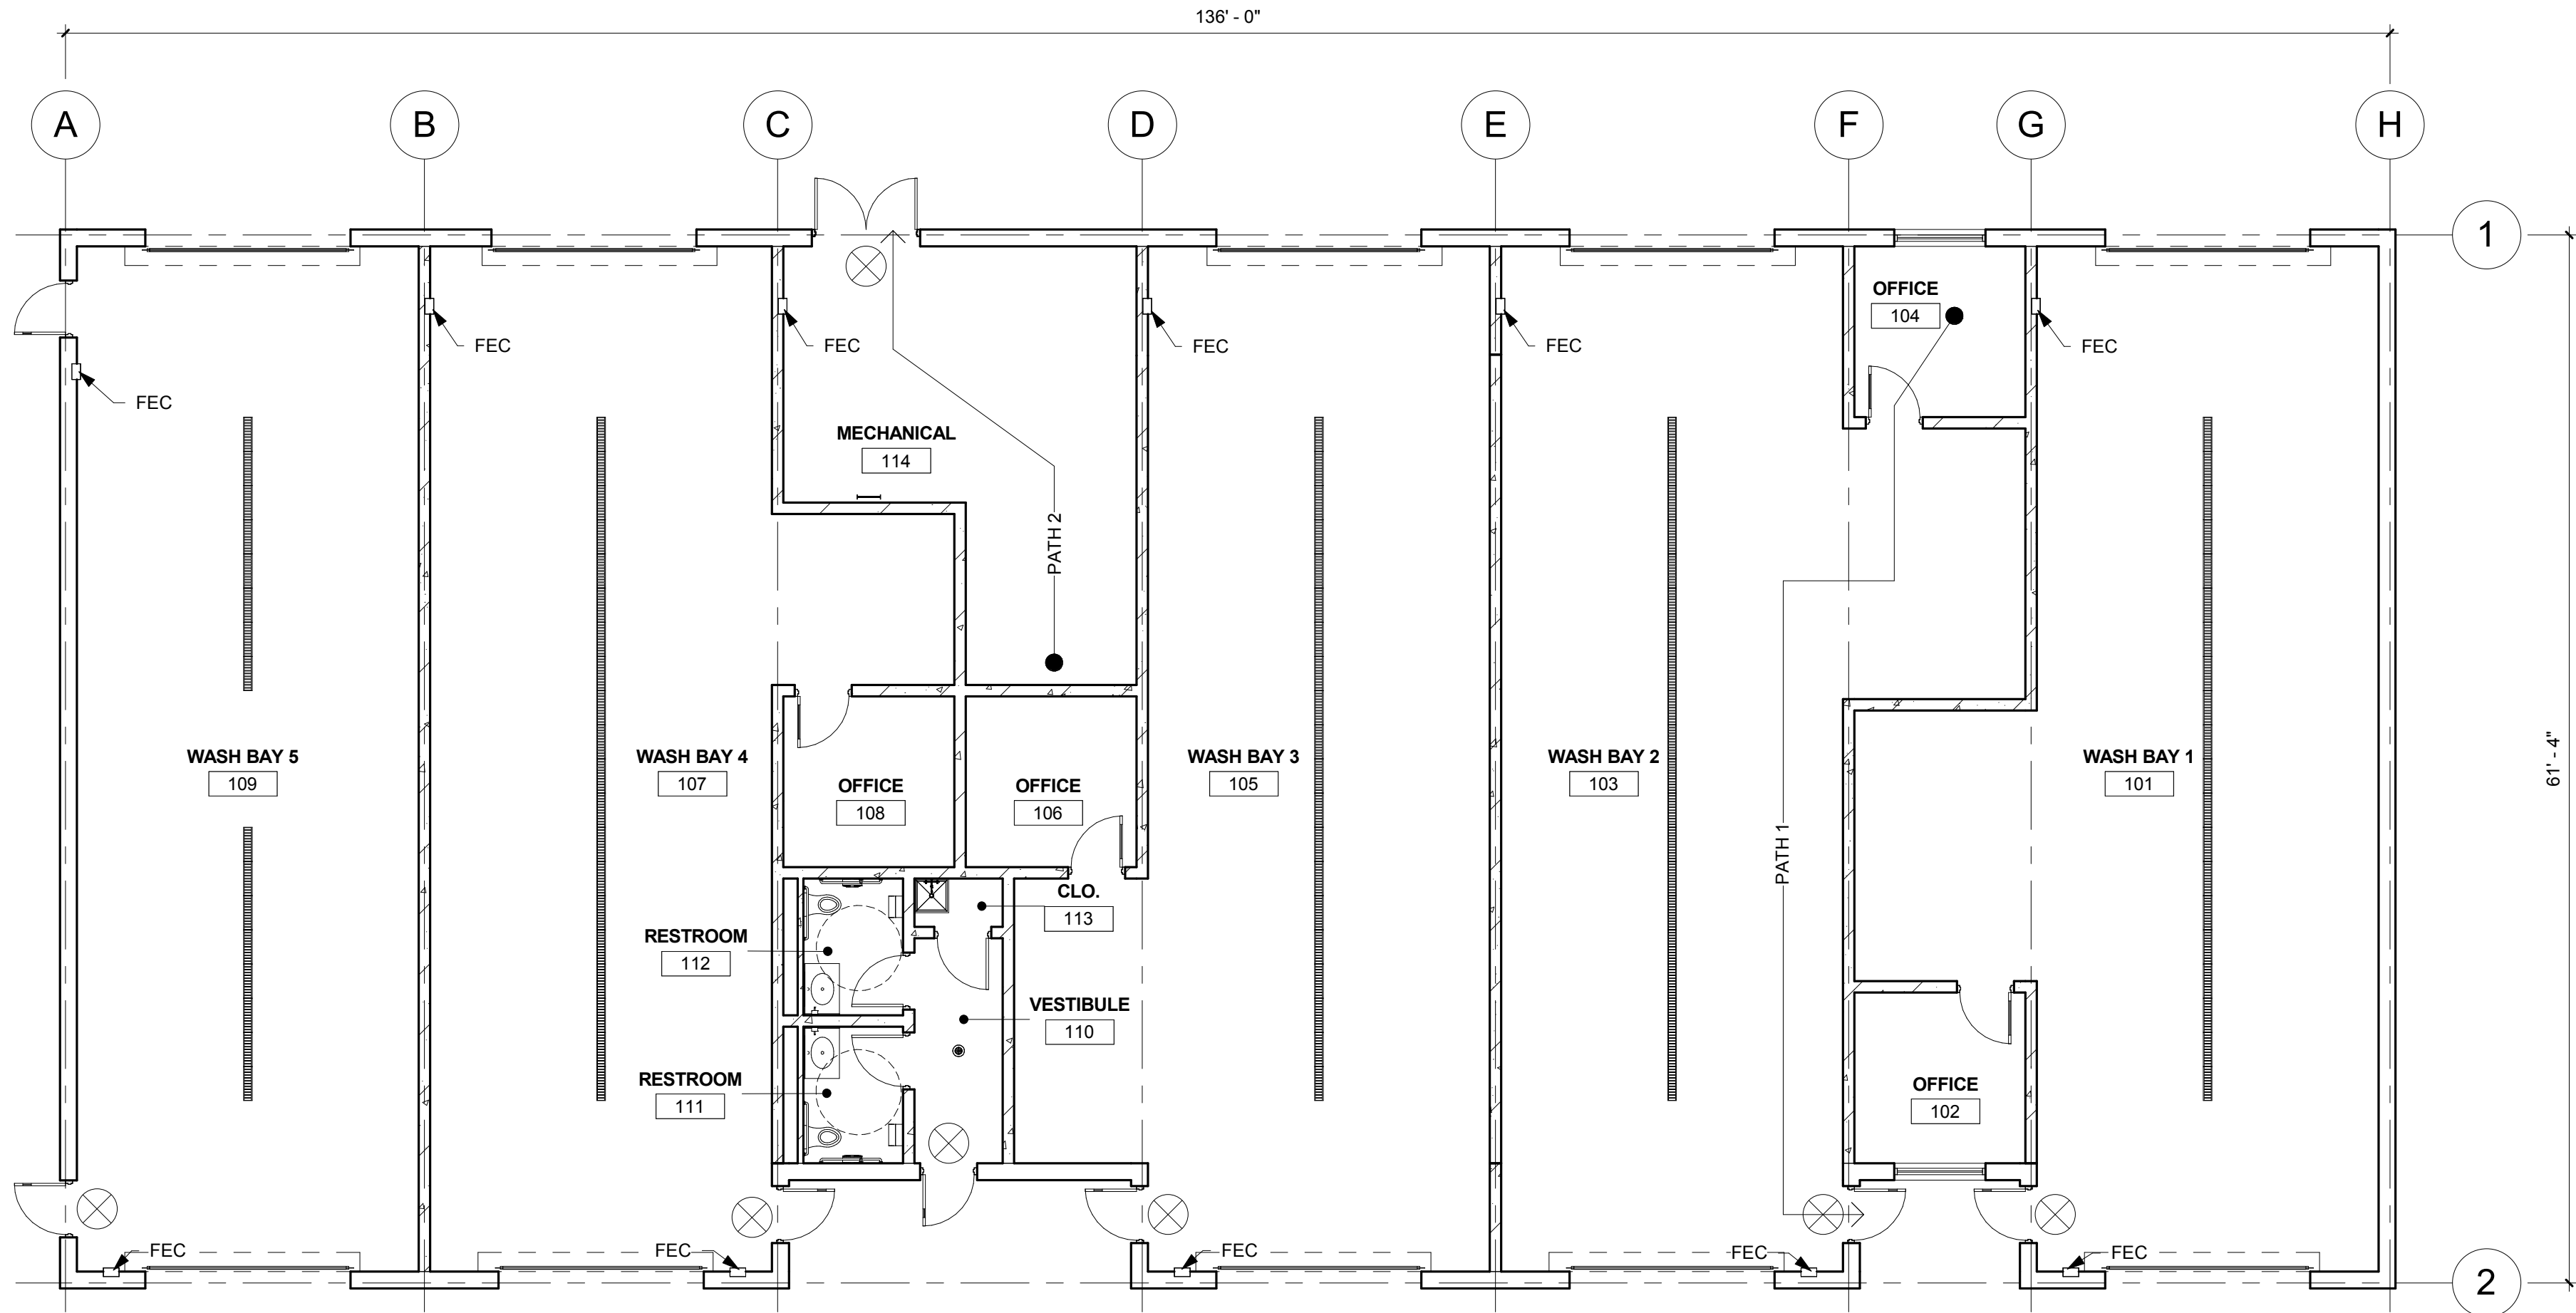 136' - 0"
A
B
C
D
E
F
G
H
1
OFFICE
104
FEC
FEC
FEC
FEC
FEC
FEC
MECHANICAL
114
PATH 2
WASH BAY 5
109
WASH BAY 4
107
OFFICE
108
OFFICE
106
WASH BAY 3
105
WASH BAY 2
103
WASH BAY 1
101
61' - 4"
PATH 1
CLO.
113
RESTROOM
112
VESTIBULE
110
RESTROOM
111
OFFICE
102
FEC
FEC
FEC
FEC
FEC
2